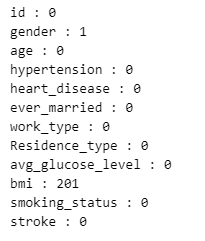 id : 0
gender : 1
age : 0
hypertension : 0
heart_disease : 0
ever_married : 0
work_type : 0
Residence_type : 0
avg_glucose_level : 0
bmi : 201
smoking_status : 0
stroke : 0